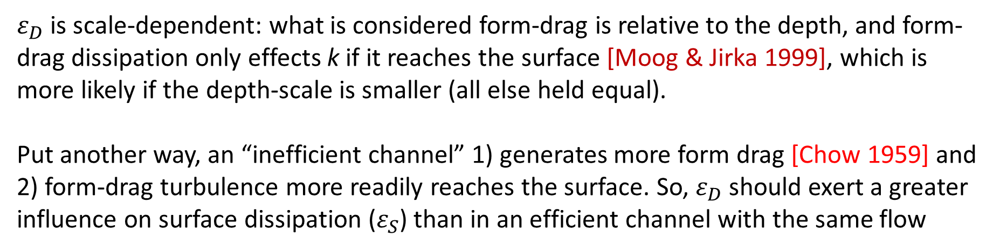 ε_D is scale-dependent: what is considered form-drag is relative to the depth, and form-
drag dissipation only effects k if it reaches the surface [Moog & Jirka 1999], which is
more likely if the depth-scale is smaller (all else held equal).
Put another way, an “inefficient channel” 1) generates more form drag [Chow 1959] and
2) form-drag turbulence more readily reaches the surface. So, ε_D should exert a greater
influence on surface dissipation (ε_S) than in an efficient channel with the same flow